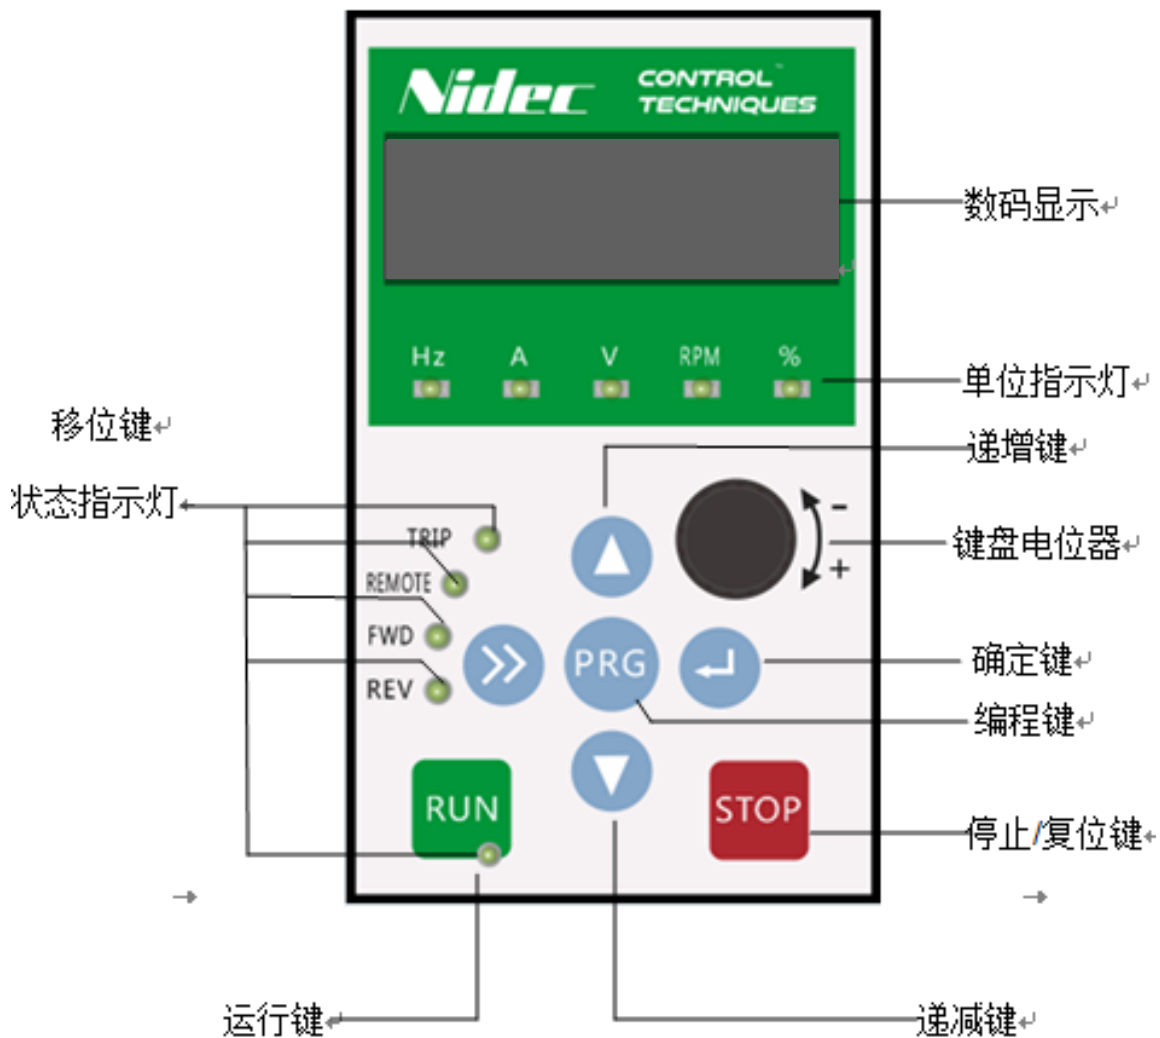 Nidec
CONTROL™
TECHNIQUES
数码显示
Hz A V RPM %
单位指示灯
移位键
递增键
状态指示灯
-
TRIP
键盘电位器
+
REMOTE
FWD
PRG
确定键
REV
编程键
RUN
STOP
停止/复位键
运行键
递减键